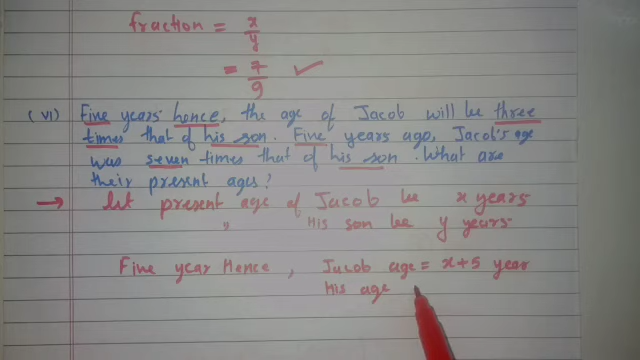 fraction = x/y
= 7/9 ✓
(vi) Five years hence, the age of Jacob will be three
times that of his son. Five years ago, Jacob's age
was seven times that of his son. What are
their present ages?
→ let present age of Jacob be x years
" His son be y years
Five year Hence, Jacob age = x+5 year
His age